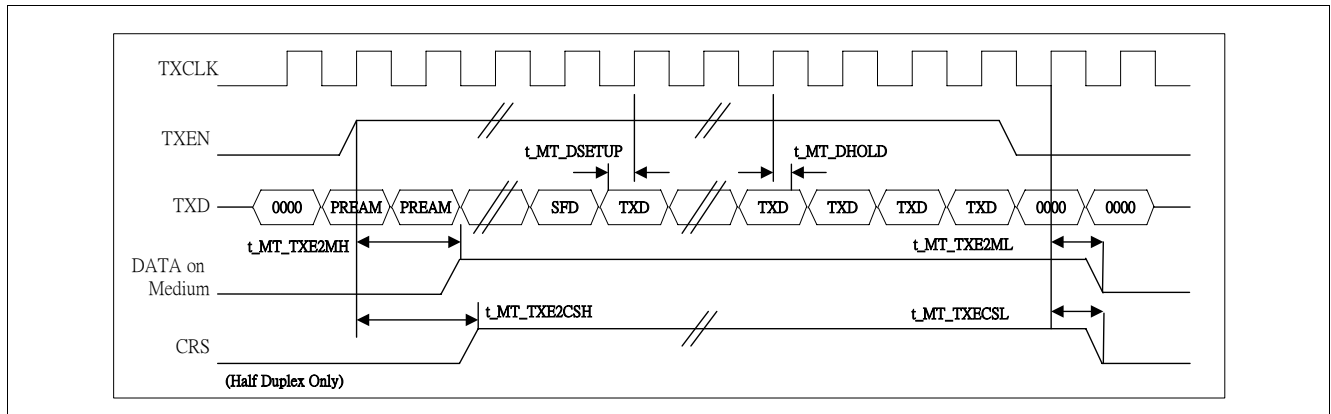 TXCLK
TXEN
t_MT_DSETUP
t_MT_DHOLD
TXD
0000 PREAM PREAM SFD TXD TXD TXD TXD TXD 0000 0000
t_MT_TXE2MH
t_MT_TXE2ML
DATA on
Medium
t_MT_TXE2CSH
t_MT_TXECSL
CRS
(Half Duplex Only)